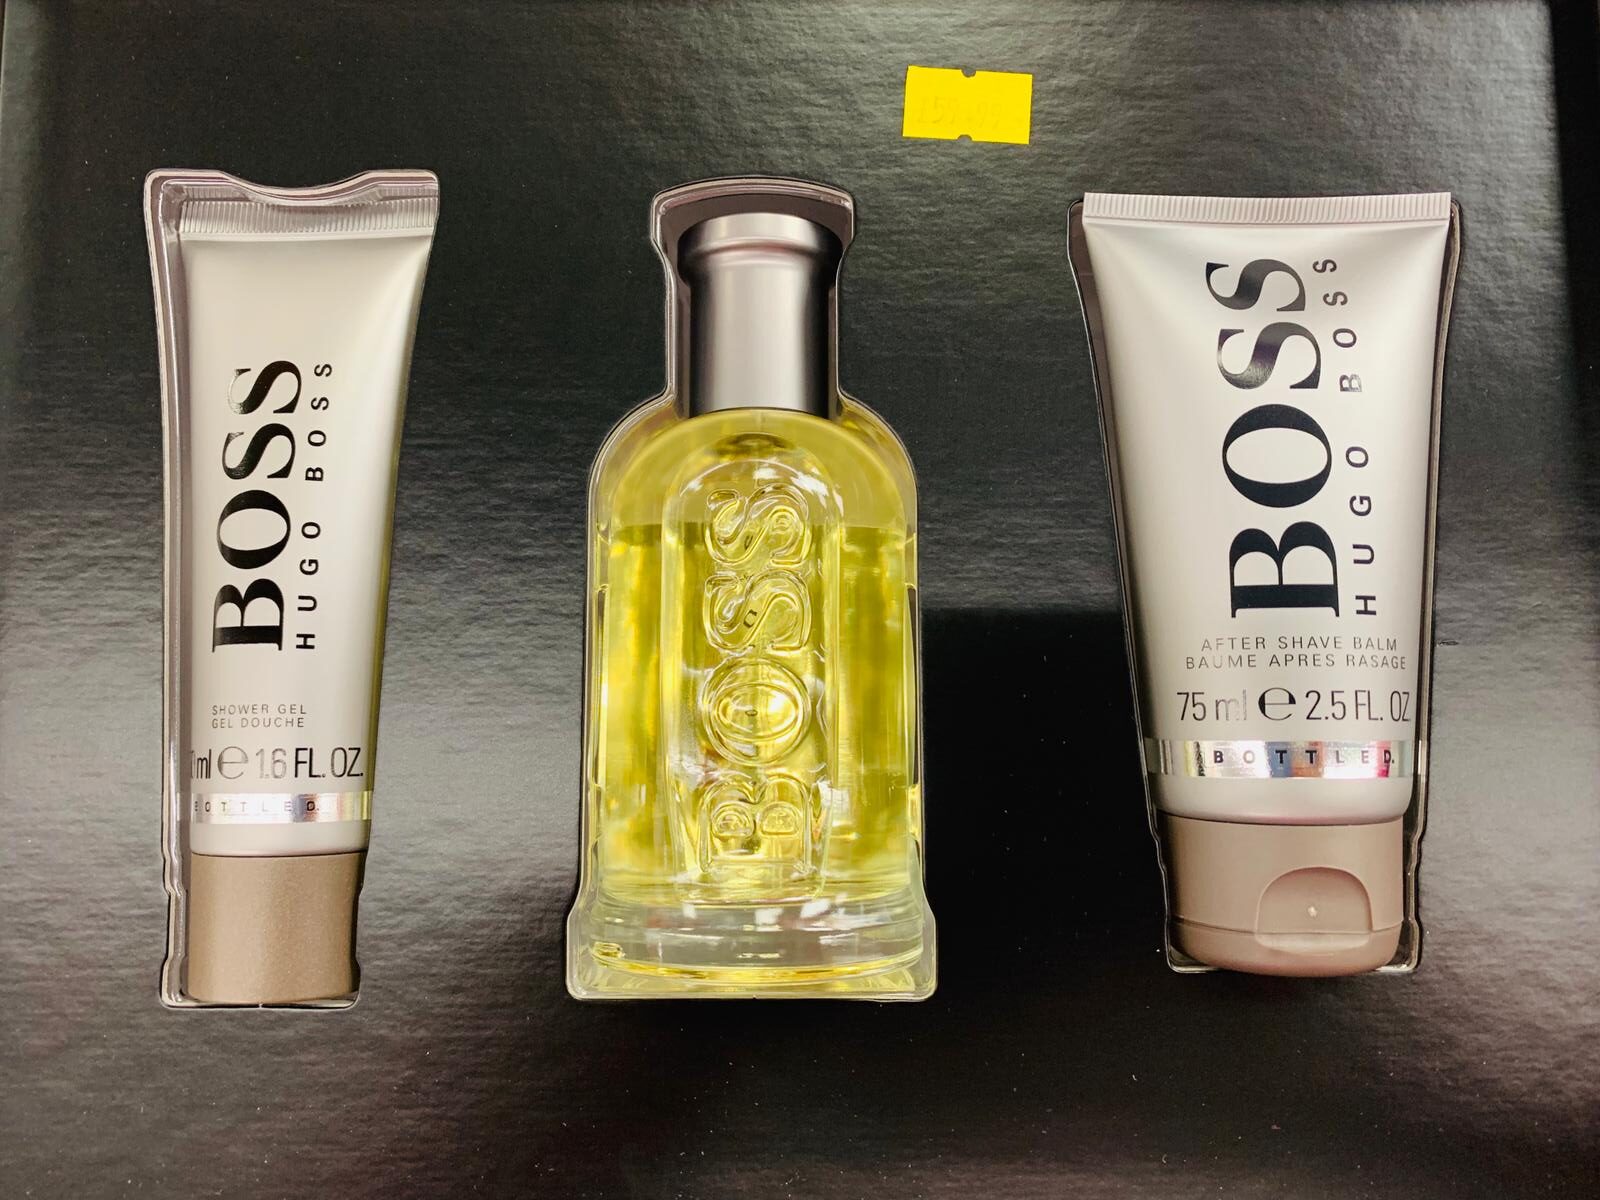 BOSS
HUGO BOSS
SHOWER GEL
GEL DOUCHE
ml e 1.6 FL. OZ.
BOTTLED.
BOSS
BOSS
HUGO BOSS
AFTER SHAVE BALM
BAUME APRES RASAGE
75 ml e 2.5 FL. OZ.
BOTTLED.